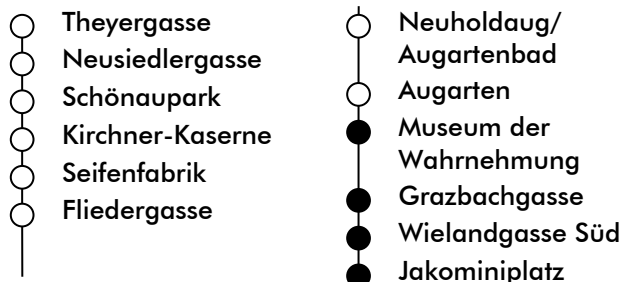 Theyergasse
Neusiedlergasse
Schönaupark
Kirchner-Kaserne
Seifenfabrik
Fliedergasse
Neuholdaug/
Augartenbad
Augarten
Museum der
Wahrnehmung
Grazbachgasse
Wielandgasse Süd
Jakominiplatz